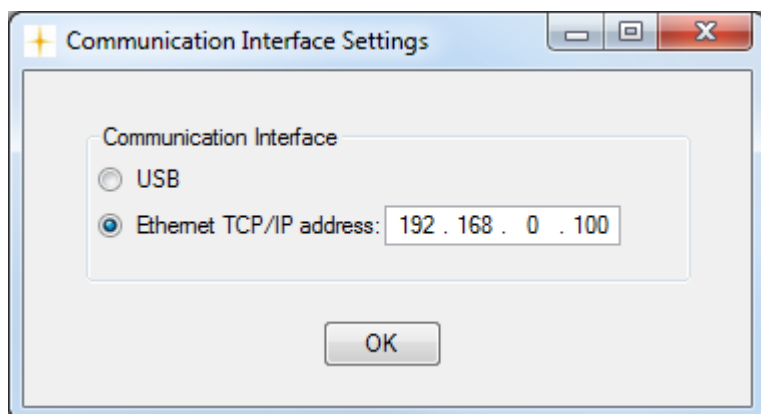 Communication Interface Settings
Communication Interface
USB
Ethernet TCP/IP address: 192 . 168 . 0 . 100
OK